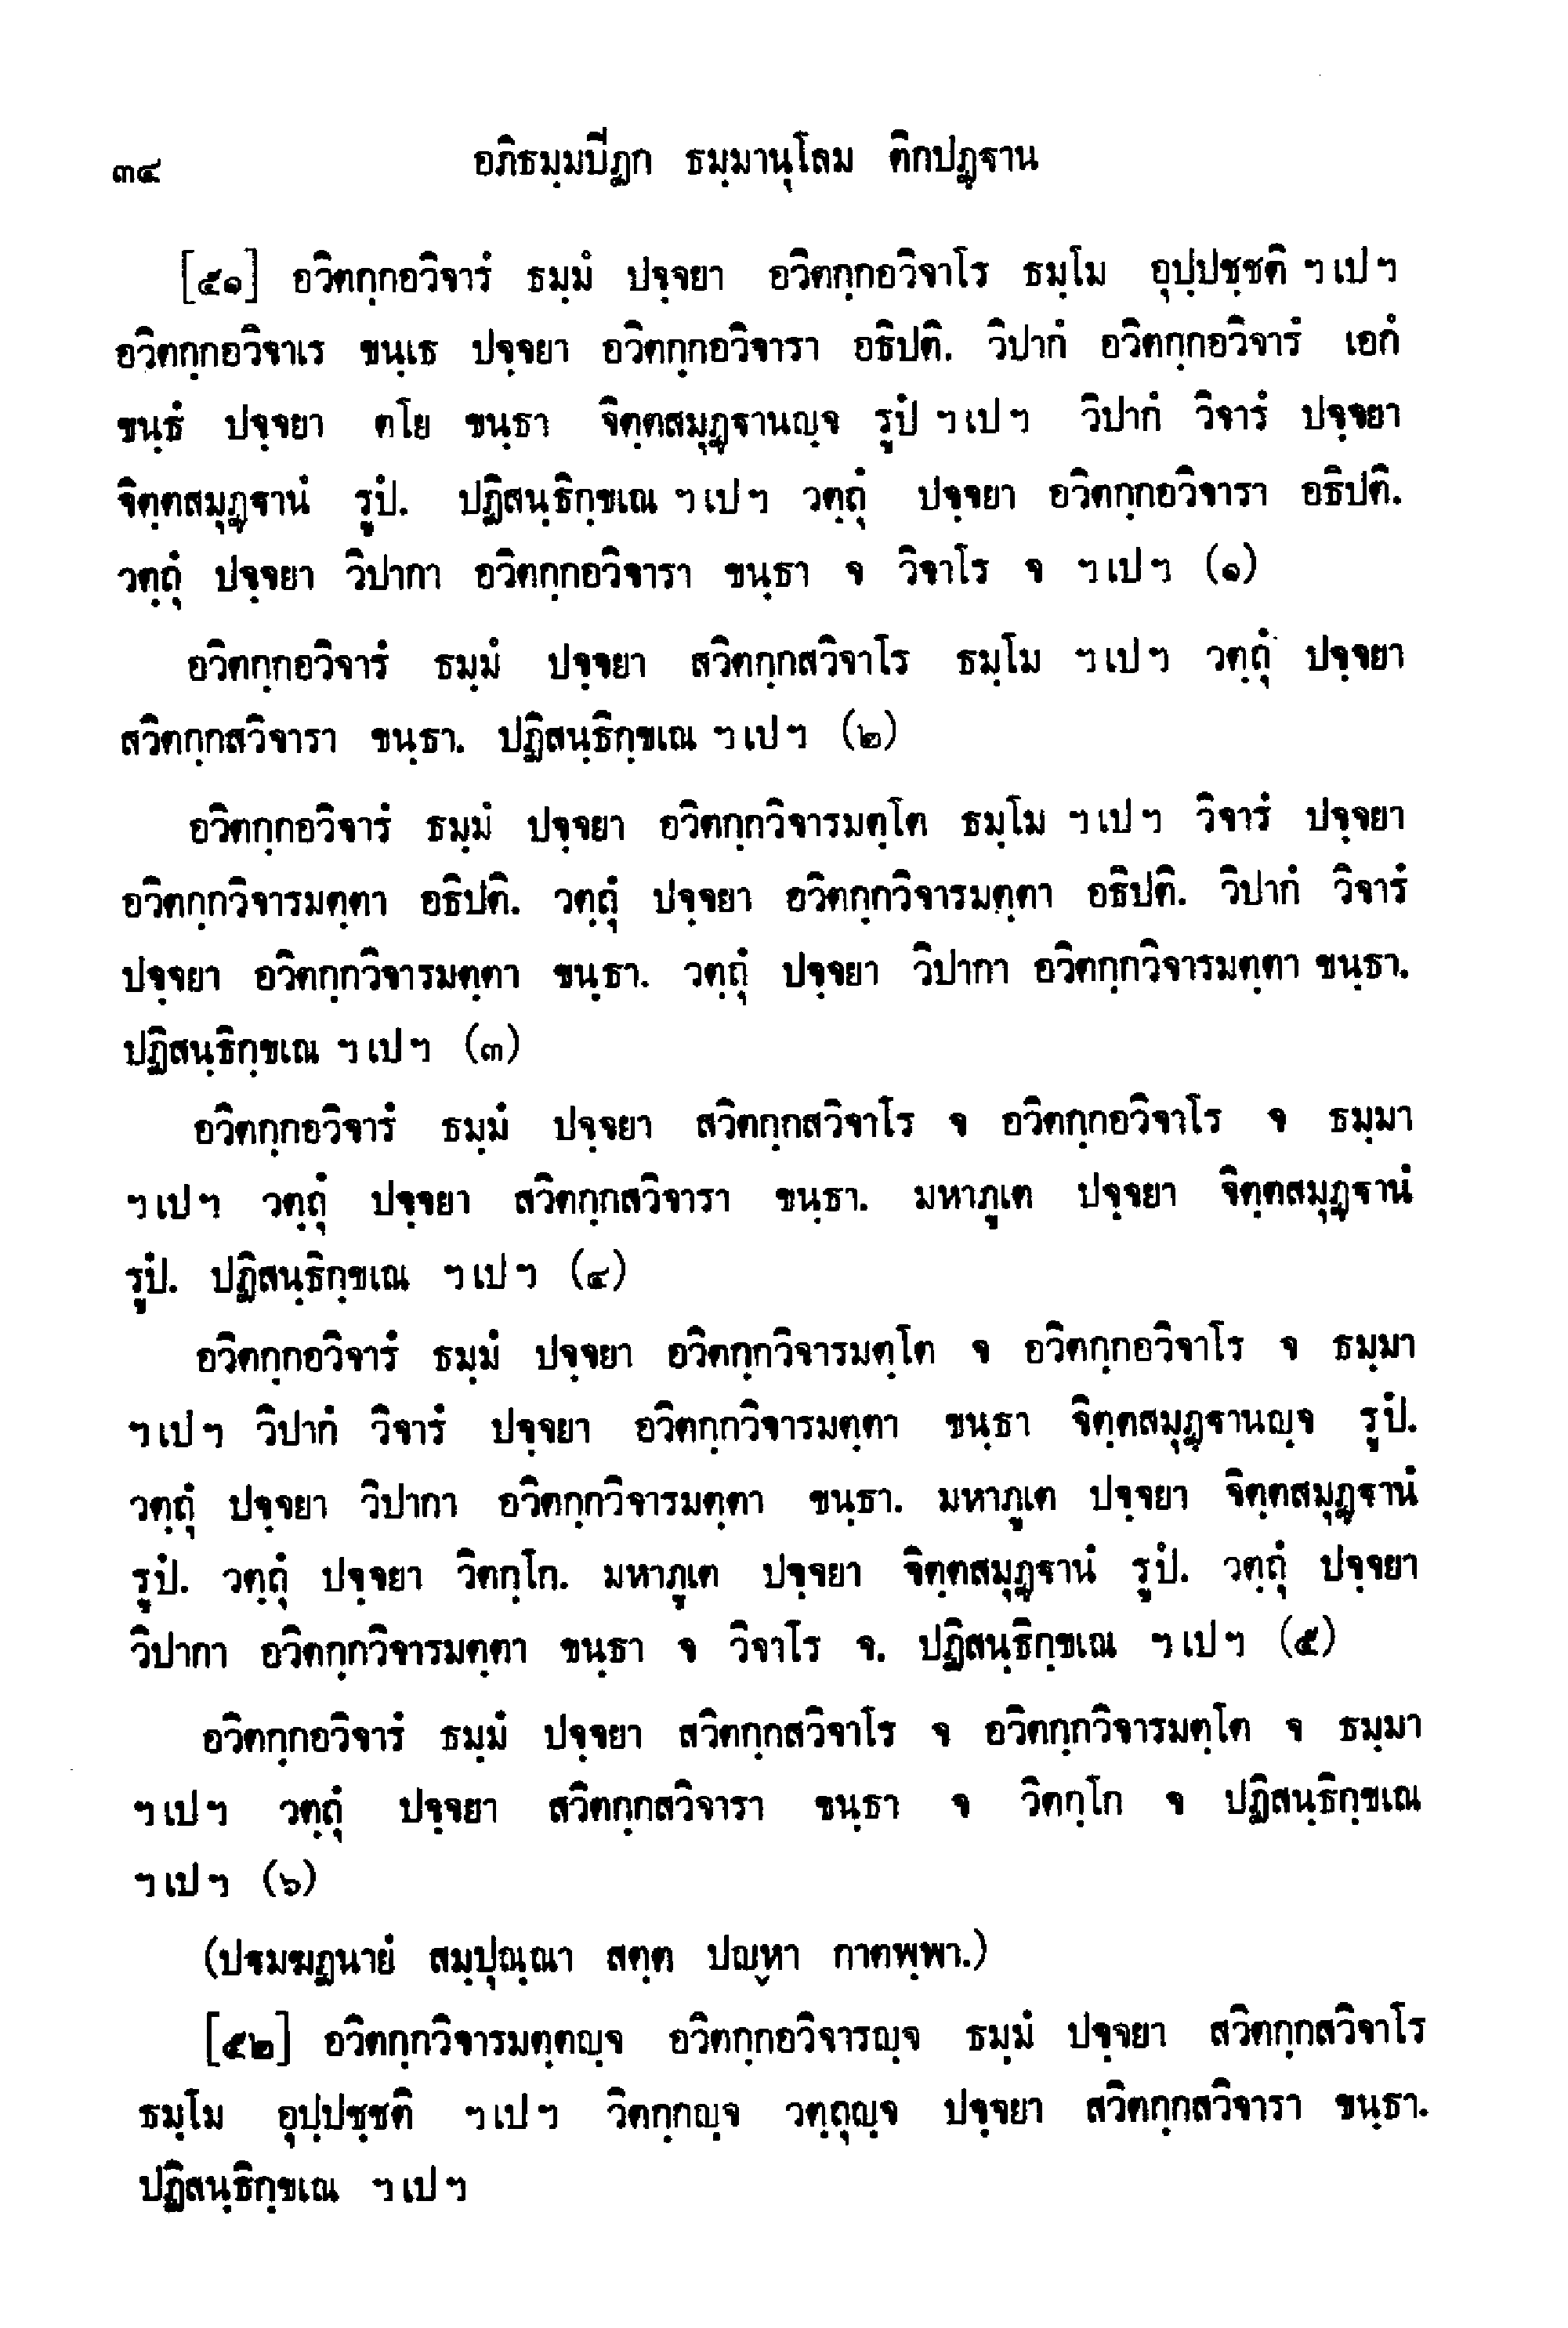 ๓๔ อภิธมฺมปิฏก ธมฺมานุโลม ติกปฏฺฐาน
[๕๑] อวิตกฺกอวิจารํ ธมฺมํ ปจฺจยา อวิตกฺกอวิจาโร ธมฺโม อุปฺปชฺชติ ฯเปฯ
อวิตกฺกอวิจาเร ขนฺเธ ปจฺจยา อวิตกฺกอวิจารา อธิปติ. วิปากํ อวิตกฺกอวิจารํ เอกํ
ขนฺธํ ปจฺจยา ตโย ขนฺธา จิตฺตสมุฏฺฐานญฺจ รูปํ ฯเปฯ วิปากํ วิจารํ ปจฺจยา
จิตฺตสมุฏฺฐานํ รูปํ. ปฏิสนฺธิกฺขเณ ฯเปฯ วตฺถุํ ปจฺจยา อวิตกฺกอวิจารา อธิปติ.
วตฺถุํ ปจฺจยา วิปากา อวิตกฺกอวิจารา ขนฺธา จ วิจาโร จ ฯเปฯ (๑)
อวิตกฺกอวิจารํ ธมฺมํ ปจฺจยา สวิตกฺกสวิจาโร ธมฺโม ฯเปฯ วตฺถุํ ปจฺจยา
สวิตกฺกสวิจารา ขนฺธา. ปฏิสนฺธิกฺขเณ ฯเปฯ (๒)
อวิตกฺกอวิจารํ ธมฺมํ ปจฺจยา อวิตกฺกวิจารมตฺโต ธมฺโม ฯเปฯ วิจารํ ปจฺจยา
อวิตกฺกวิจารมตฺตา อธิปติ. วตฺถุํ ปจฺจยา อวิตกฺกวิจารมตฺตา อธิปติ. วิปากํ วิจารํ
ปจฺจยา อวิตกฺกวิจารมตฺตา ขนฺธา. วตฺถุํ ปจฺจยา วิปากา อวิตกฺกวิจารมตฺตา ขนฺธา.
ปฏิสนฺธิกฺขเณ ฯเปฯ (๓)
อวิตกฺกอวิจารํ ธมฺมํ ปจฺจยา สวิตกฺกสวิจาโร จ อวิตกฺกอวิจาโร จ ธมฺมา
ฯเปฯ วตฺถุํ ปจฺจยา สวิตกฺกสวิจารา ขนฺธา. มหาภูเต ปจฺจยา จิตฺตสมุฏฺฐานํ
รูปํ. ปฏิสนฺธิกฺขเณ ฯเปฯ (๔)
อวิตกฺกอวิจารํ ธมฺมํ ปจฺจยา อวิตกฺกวิจารมตฺโต จ อวิตกฺกอวิจาโร จ ธมฺมา
ฯเปฯ วิปากํ วิจารํ ปจฺจยา อวิตกฺกวิจารมตฺตา ขนฺธา จิตฺตสมุฏฺฐานญฺจ รูปํ.
วตฺถุํ ปจฺจยา วิปากา อวิตกฺกวิจารมตฺตา ขนฺธา. มหาภูเต ปจฺจยา จิตฺตสมุฏฺฐานํ
รูปํ. วตฺถุํ ปจฺจยา วิตกฺโก. มหาภูเต ปจฺจยา จิตฺตสมุฏฺฐานํ รูปํ. วตฺถุํ ปจฺจยา
วิปากา อวิตกฺกวิจารมตฺตา ขนฺธา จ วิจาโร จ. ปฏิสนฺธิกฺขเณ ฯเปฯ (๕)
อวิตกฺกอวิจารํ ธมฺมํ ปจฺจยา สวิตกฺกสวิจาโร จ อวิตกฺกวิจารมตฺโต จ ธมฺมา
ฯเปฯ วตฺถุํ ปจฺจยา สวิตกฺกสวิจารา ขนฺธา จ วิตกฺโก จ ปฏิสนฺธิกฺขเณ
ฯเปฯ (๖)
(ปฐมฆฏนายํ สมฺปุณฺณา สตฺต ปญฺหา กาตพฺพา.)
[๕๒] อวิตกฺกวิจารมตฺตญฺจ อวิตกฺกอวิจารญฺจ ธมฺมํ ปจฺจยา สวิตกฺกสวิจาโร
ธมฺโม อุปฺปชฺชติ ฯเปฯ วิตกฺกญฺจ วตฺถุญฺจ ปจฺจยา สวิตกฺกสวิจารา ขนฺธา.
ปฏิสนฺธิกฺขเณ ฯเปฯ